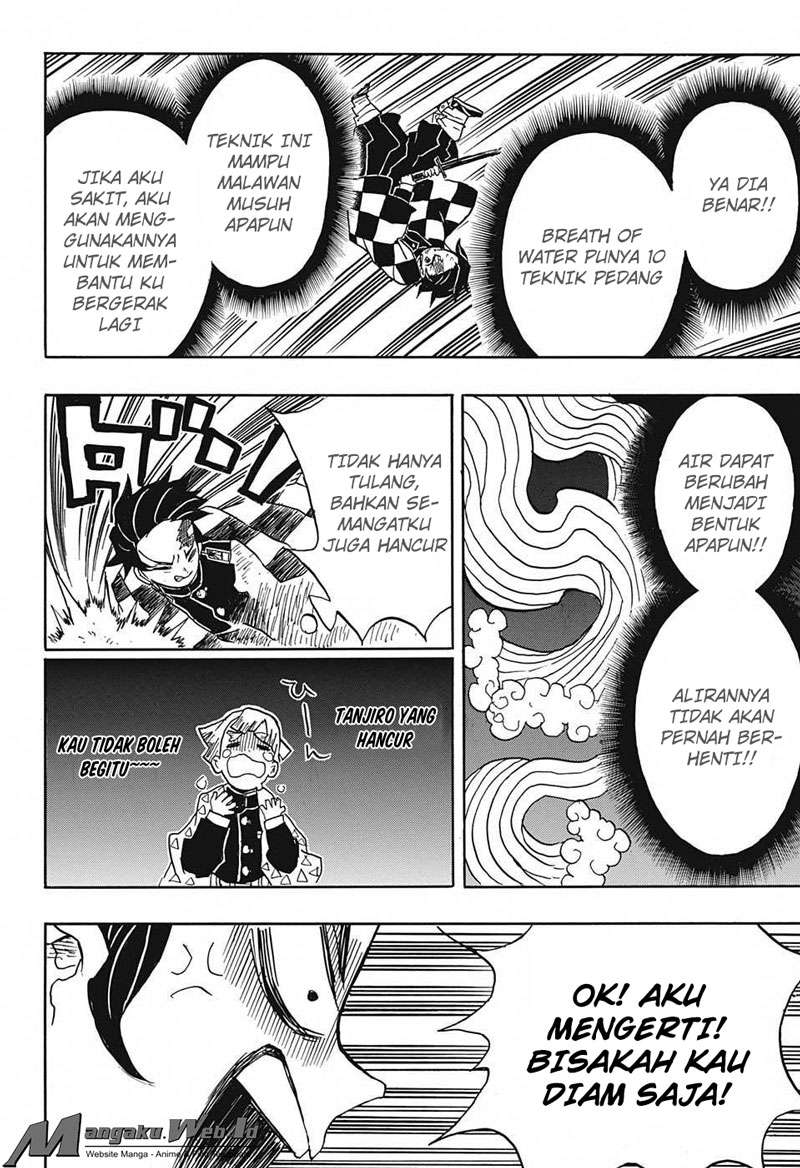 YA DIA
BENAR!!
BREATH OF
WATER PUNYA 10
TEKNIK PEDANG
TEKNIK INI
MAMPU
MALAWAN
MUSUH
APAPUN
JIKA AKU
SAKIT, AKU
AKAN MENG-
GUNAKANNYA
UNTUK MEM-
BANTU KU
BERGERAK
LAGI
AIR DAPAT
BERUBAH
MENJADI
BENTUK
APAPUN!!
ALIRANNYA
TIDAK AKAN
PERNAH BER-
HENTI!!
TIDAK HANYA
TULANG,
BAHKAN SE-
MANGATKU
JUGA HANCUR
TANJIRO YANG
HANCUR
ひーん
KAU TIDAK BOLEH
BEGITU~~~
OK! AKU
MENGERTI!
BISAKAH KAU
DIAM SAJA!
Mangaku.Web.Id